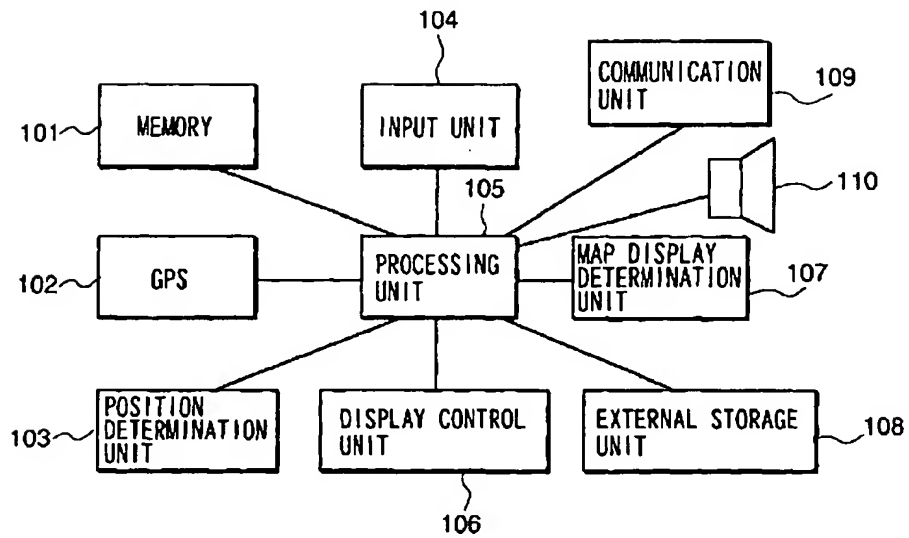 104
COMMUNICATION
UNIT
109
101
MEMORY
INPUT UNIT
105
110
102
GPS
PROCESSING
UNIT
MAP DISPLAY
DETERMINATION
UNIT
107
103
POSITION
DETERMINATION
UNIT
DISPLAY CONTROL
UNIT
EXTERNAL STORAGE
UNIT
108
106